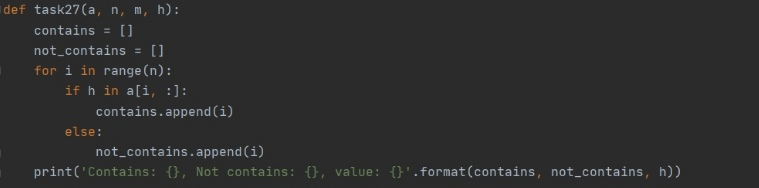 def task27(a, n, m, h):
    contains = []
    not_contains = []
    for i in range(n):
        if h in a[i, :]:
            contains.append(i)
        else:
            not_contains.append(i)
    print('Contains: {}, Not contains: {}, value: {}'.format(contains, not_contains, h))